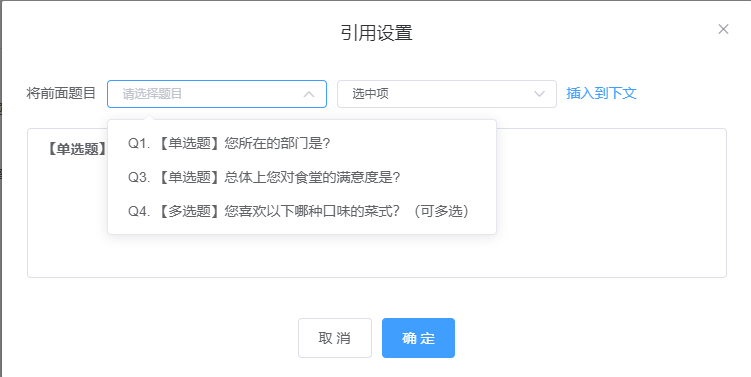 引用设置
将前面题目 请选择题目 选中项 插入到下文
【单选题】
Q1. 【单选题】您所在的部门是?
Q3. 【单选题】总体上您对食堂的满意度是?
Q4. 【多选题】您喜欢以下哪种口味的菜式？（可多选）
取 消 确 定